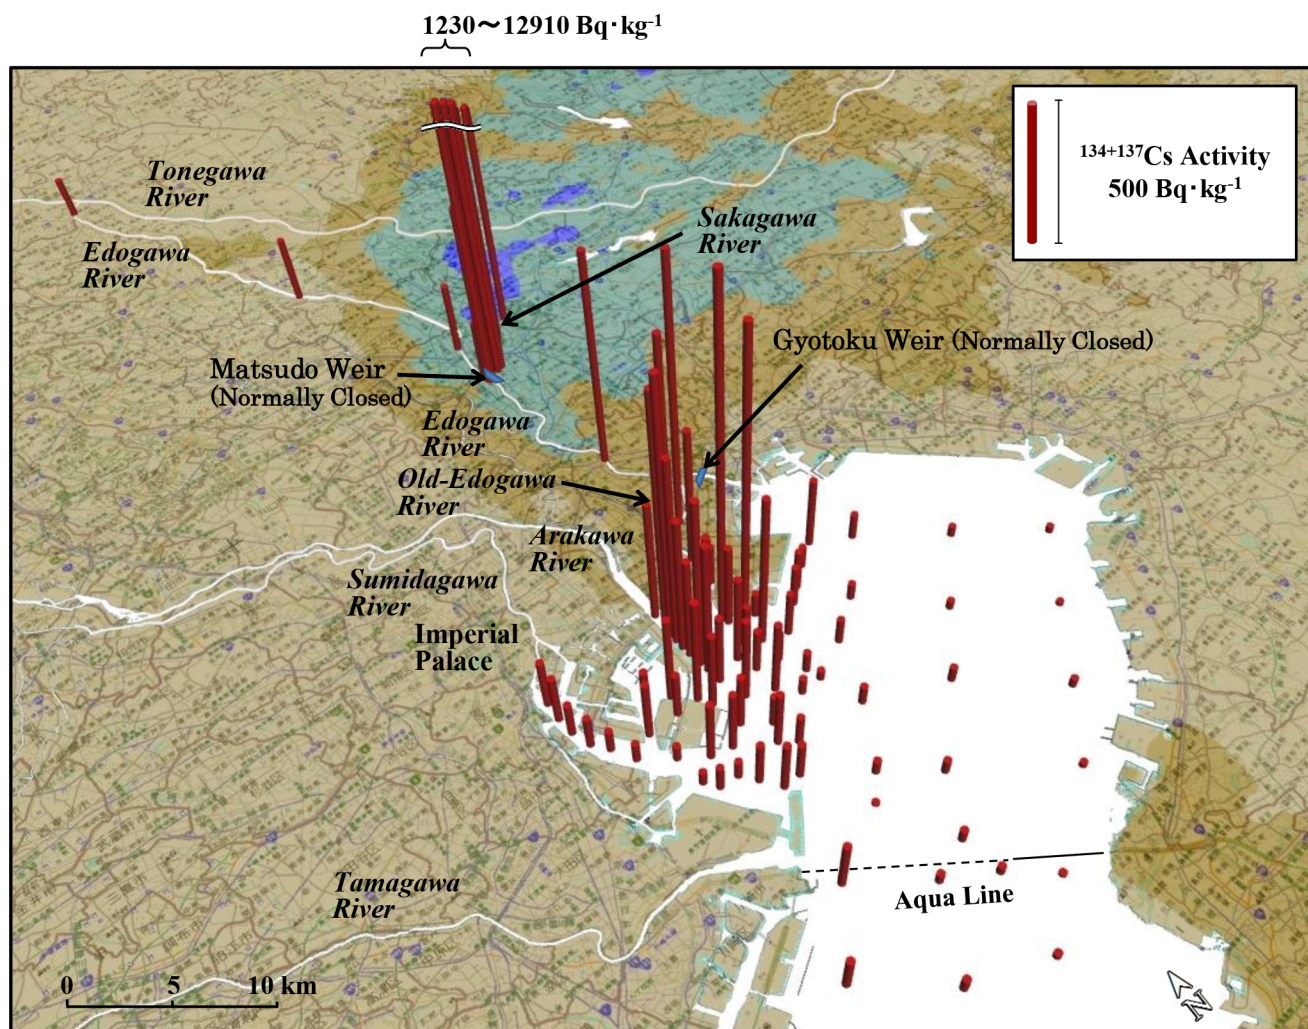 1230～12910 Bq･kg-1
134+137Cs Activity
500 Bq･kg-1
Tonegawa
River
Edogawa
River
Sakagawa
River
Gyotoku Weir (Normally Closed)
Matsudo Weir
(Normally Closed)
Edogawa
River
Old-Edogawa
River
Arakawa
River
Sumidagawa
River
Imperial
Palace
Tamagawa
River
Aqua Line
0 5 10 km
N